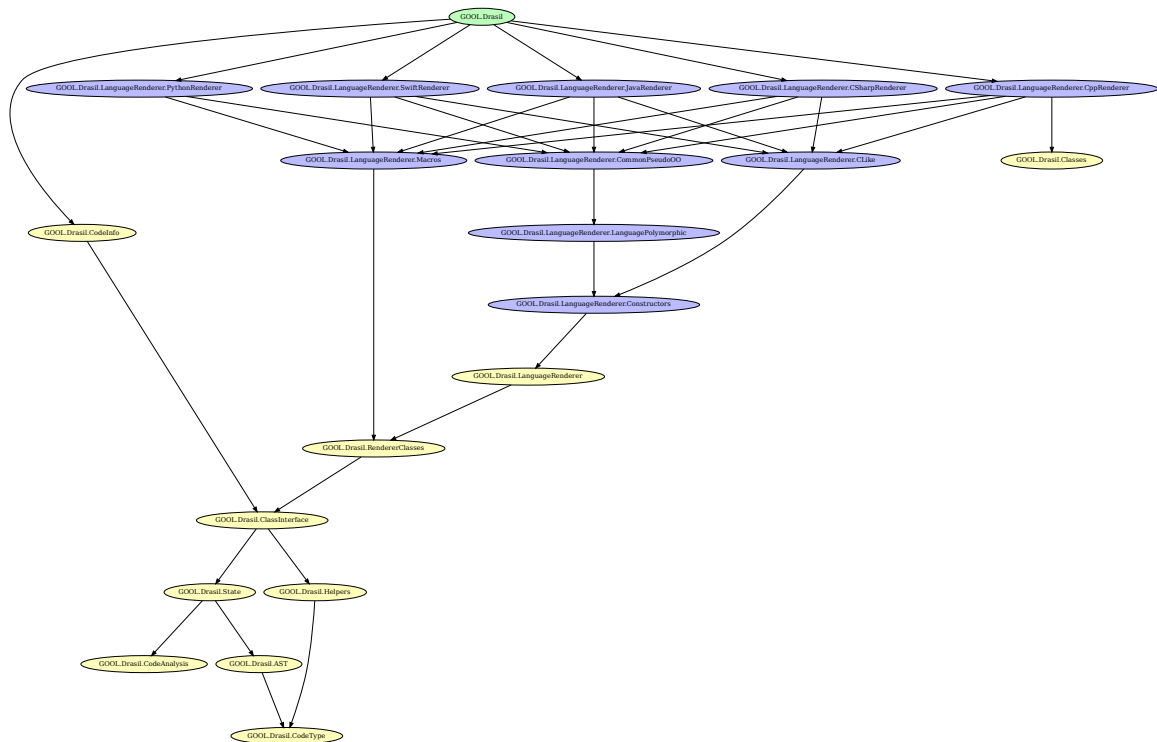 GOOL.Drasil
GOOL.Drasil.LanguageRenderer.PythonRenderer
GOOL.Drasil.LanguageRenderer.SwiftRenderer
GOOL.Drasil.LanguageRenderer.JavaRenderer
GOOL.Drasil.LanguageRenderer.CSharpRenderer
GOOL.Drasil.LanguageRenderer.CppRenderer
GOOL.Drasil.LanguageRenderer.Macros
GOOL.Drasil.LanguageRenderer.CommonPseudoOO
GOOL.Drasil.LanguageRenderer.CLike
GOOL.Drasil.Classes
GOOL.Drasil.CodeInfo
GOOL.Drasil.LanguageRenderer.LanguagePolymorphic
GOOL.Drasil.LanguageRenderer.Constructors
GOOL.Drasil.LanguageRenderer
GOOL.Drasil.RendererClasses
GOOL.Drasil.ClassInterface
GOOL.Drasil.State
GOOL.Drasil.Helpers
GOOL.Drasil.CodeAnalysis
GOOL.Drasil.AST
GOOL.Drasil.CodeType